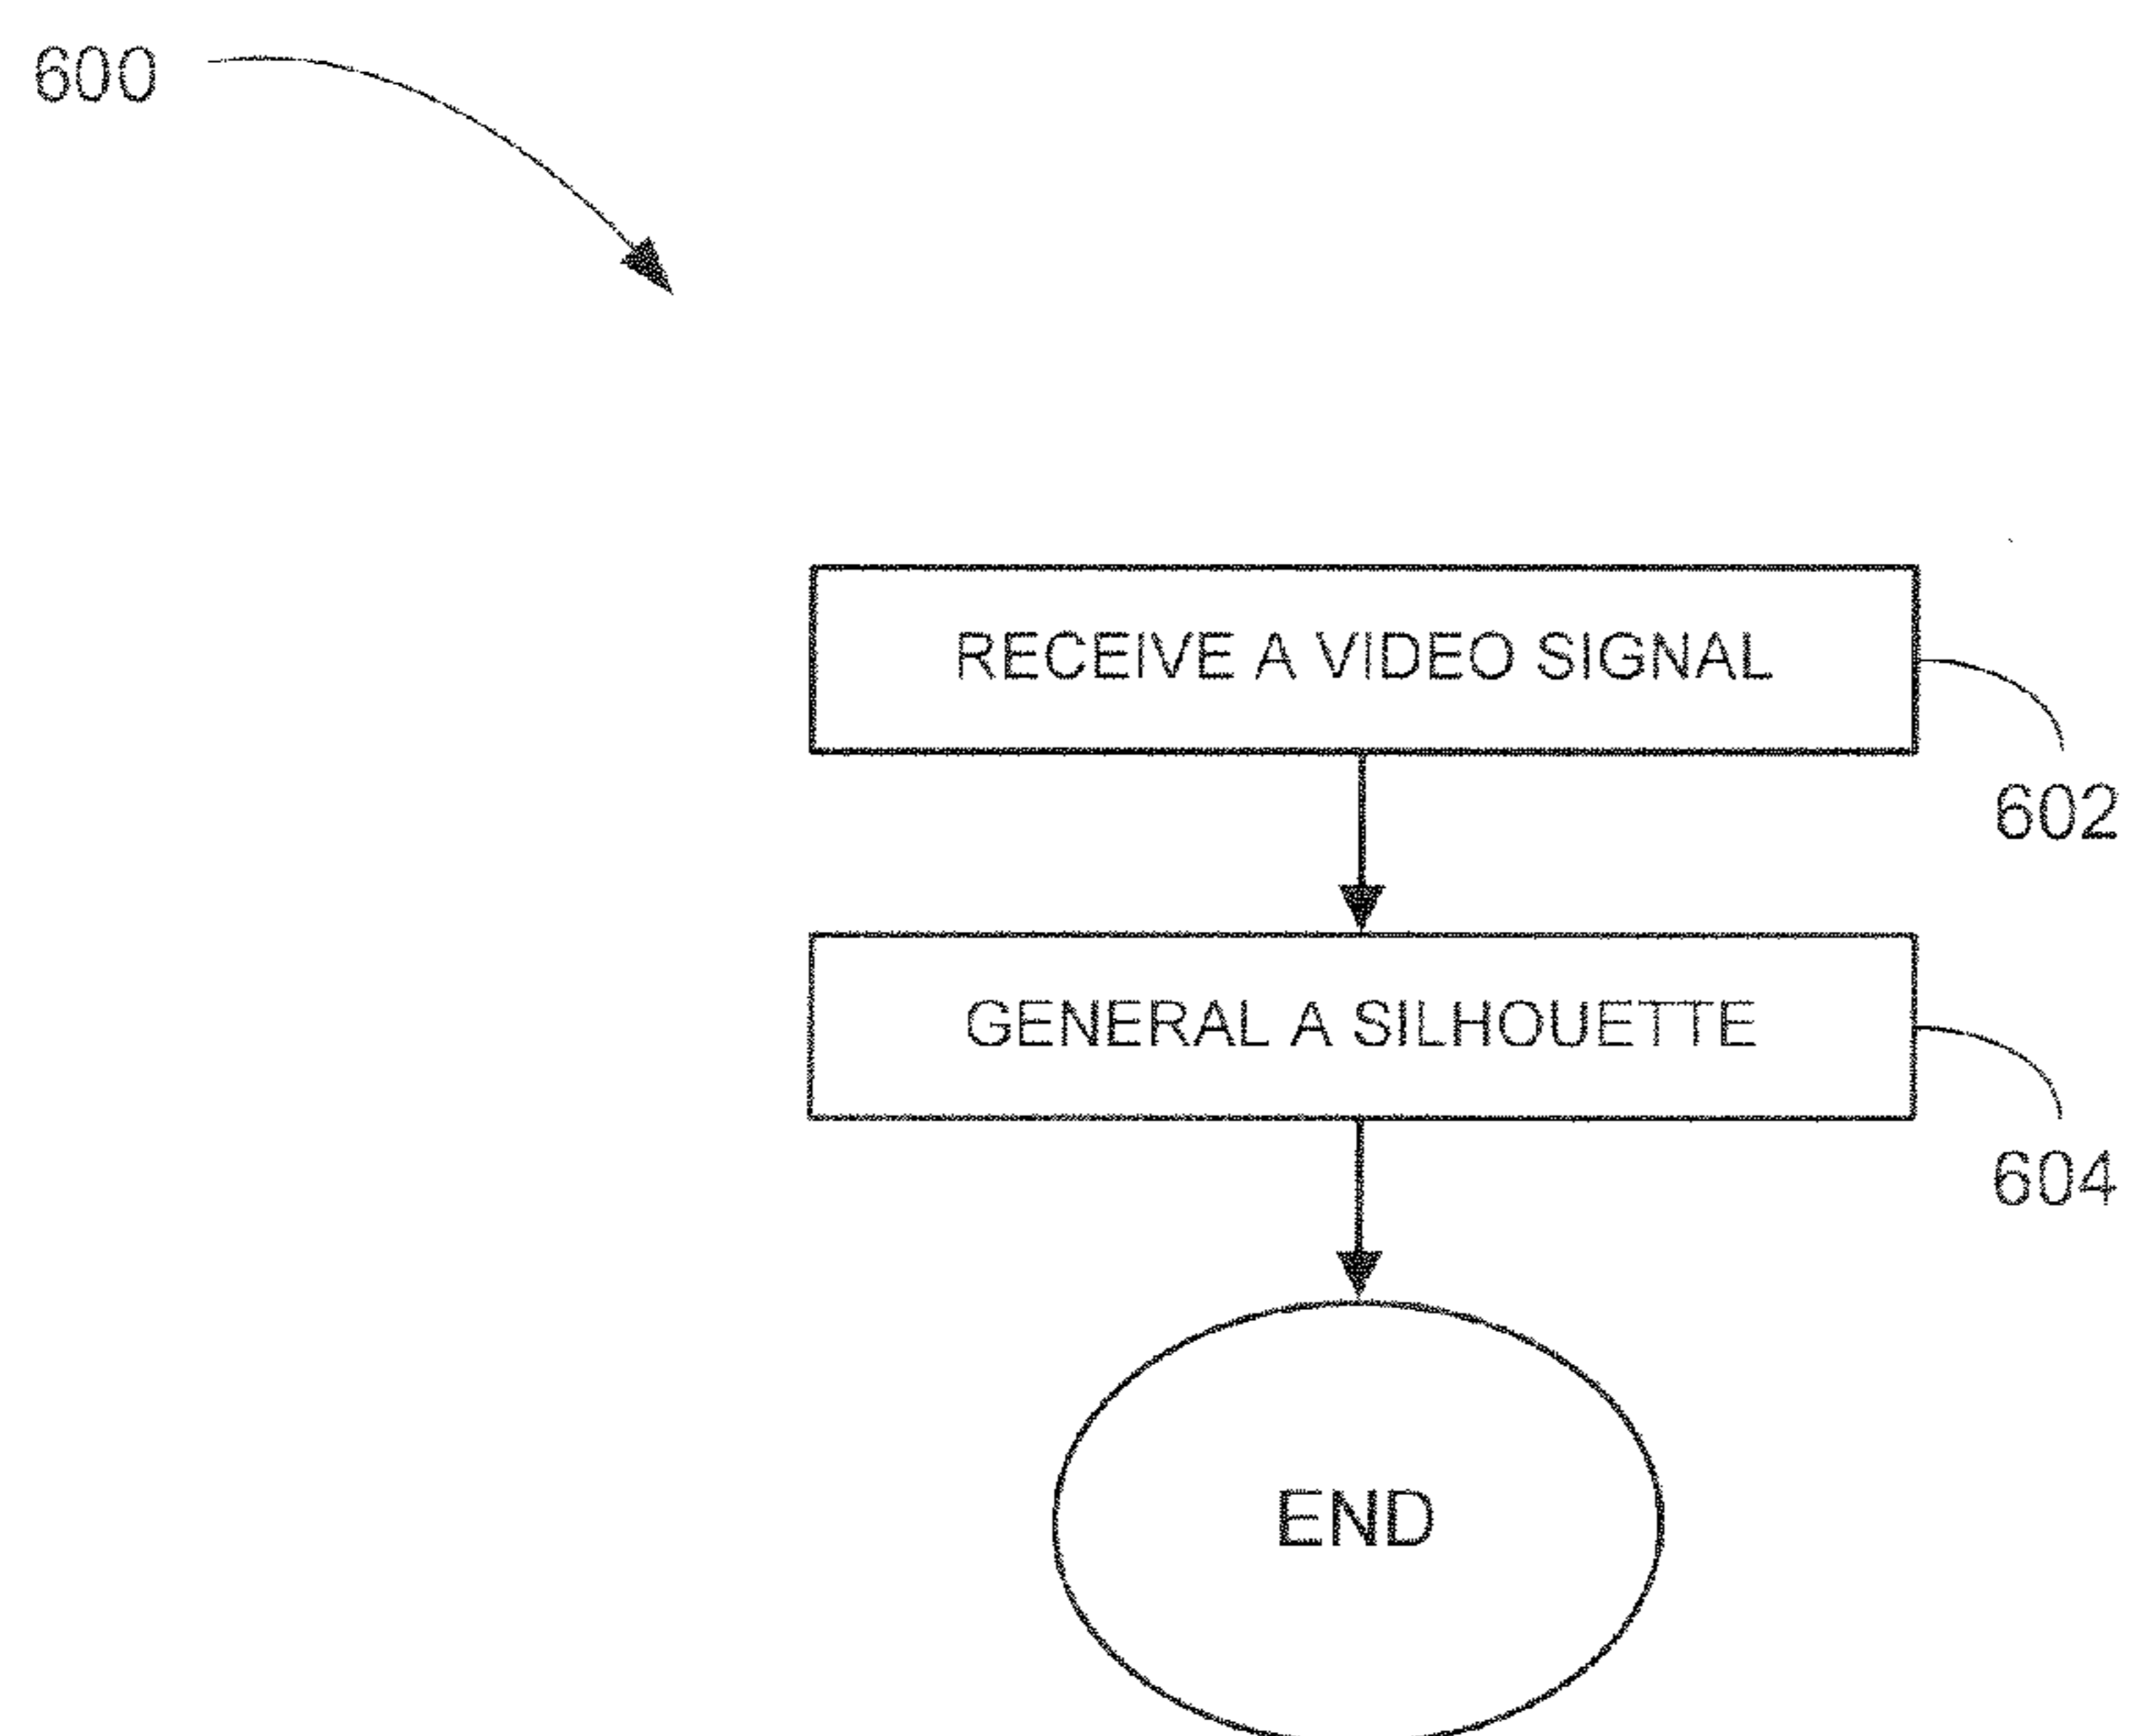 600
RECEIVE A VIDEO SIGNAL
602
GENERAL A SILHOUETTE
604
END